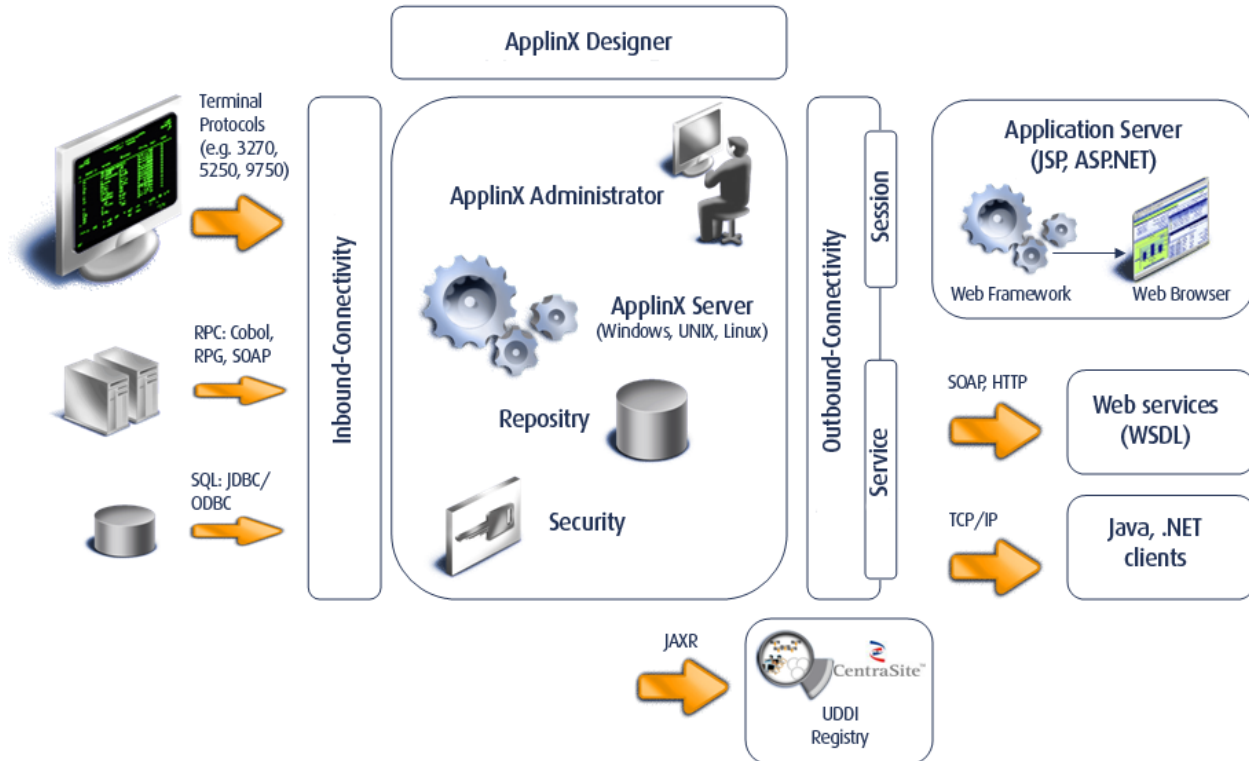 ApplinX Designer
Terminal
Protocols
(e.g. 3270,
5250, 9750)
RPC: Cobol,
RPG, SOAP
SQL: JDBC/
ODBC
Inbound-Connectivity
ApplinX Administrator
ApplinX Server
(Windows, UNIX, Linux)
Repositry
Security
Outbound-Connectivity
Session
Service
Application Server
(JSP, ASP.NET)
Web Framework
Web Browser
SOAP, HTTP
Web services
(WSDL)
TCP/IP
Java, .NET
clients
JAXR
CentraSite™
UDDI
Registry